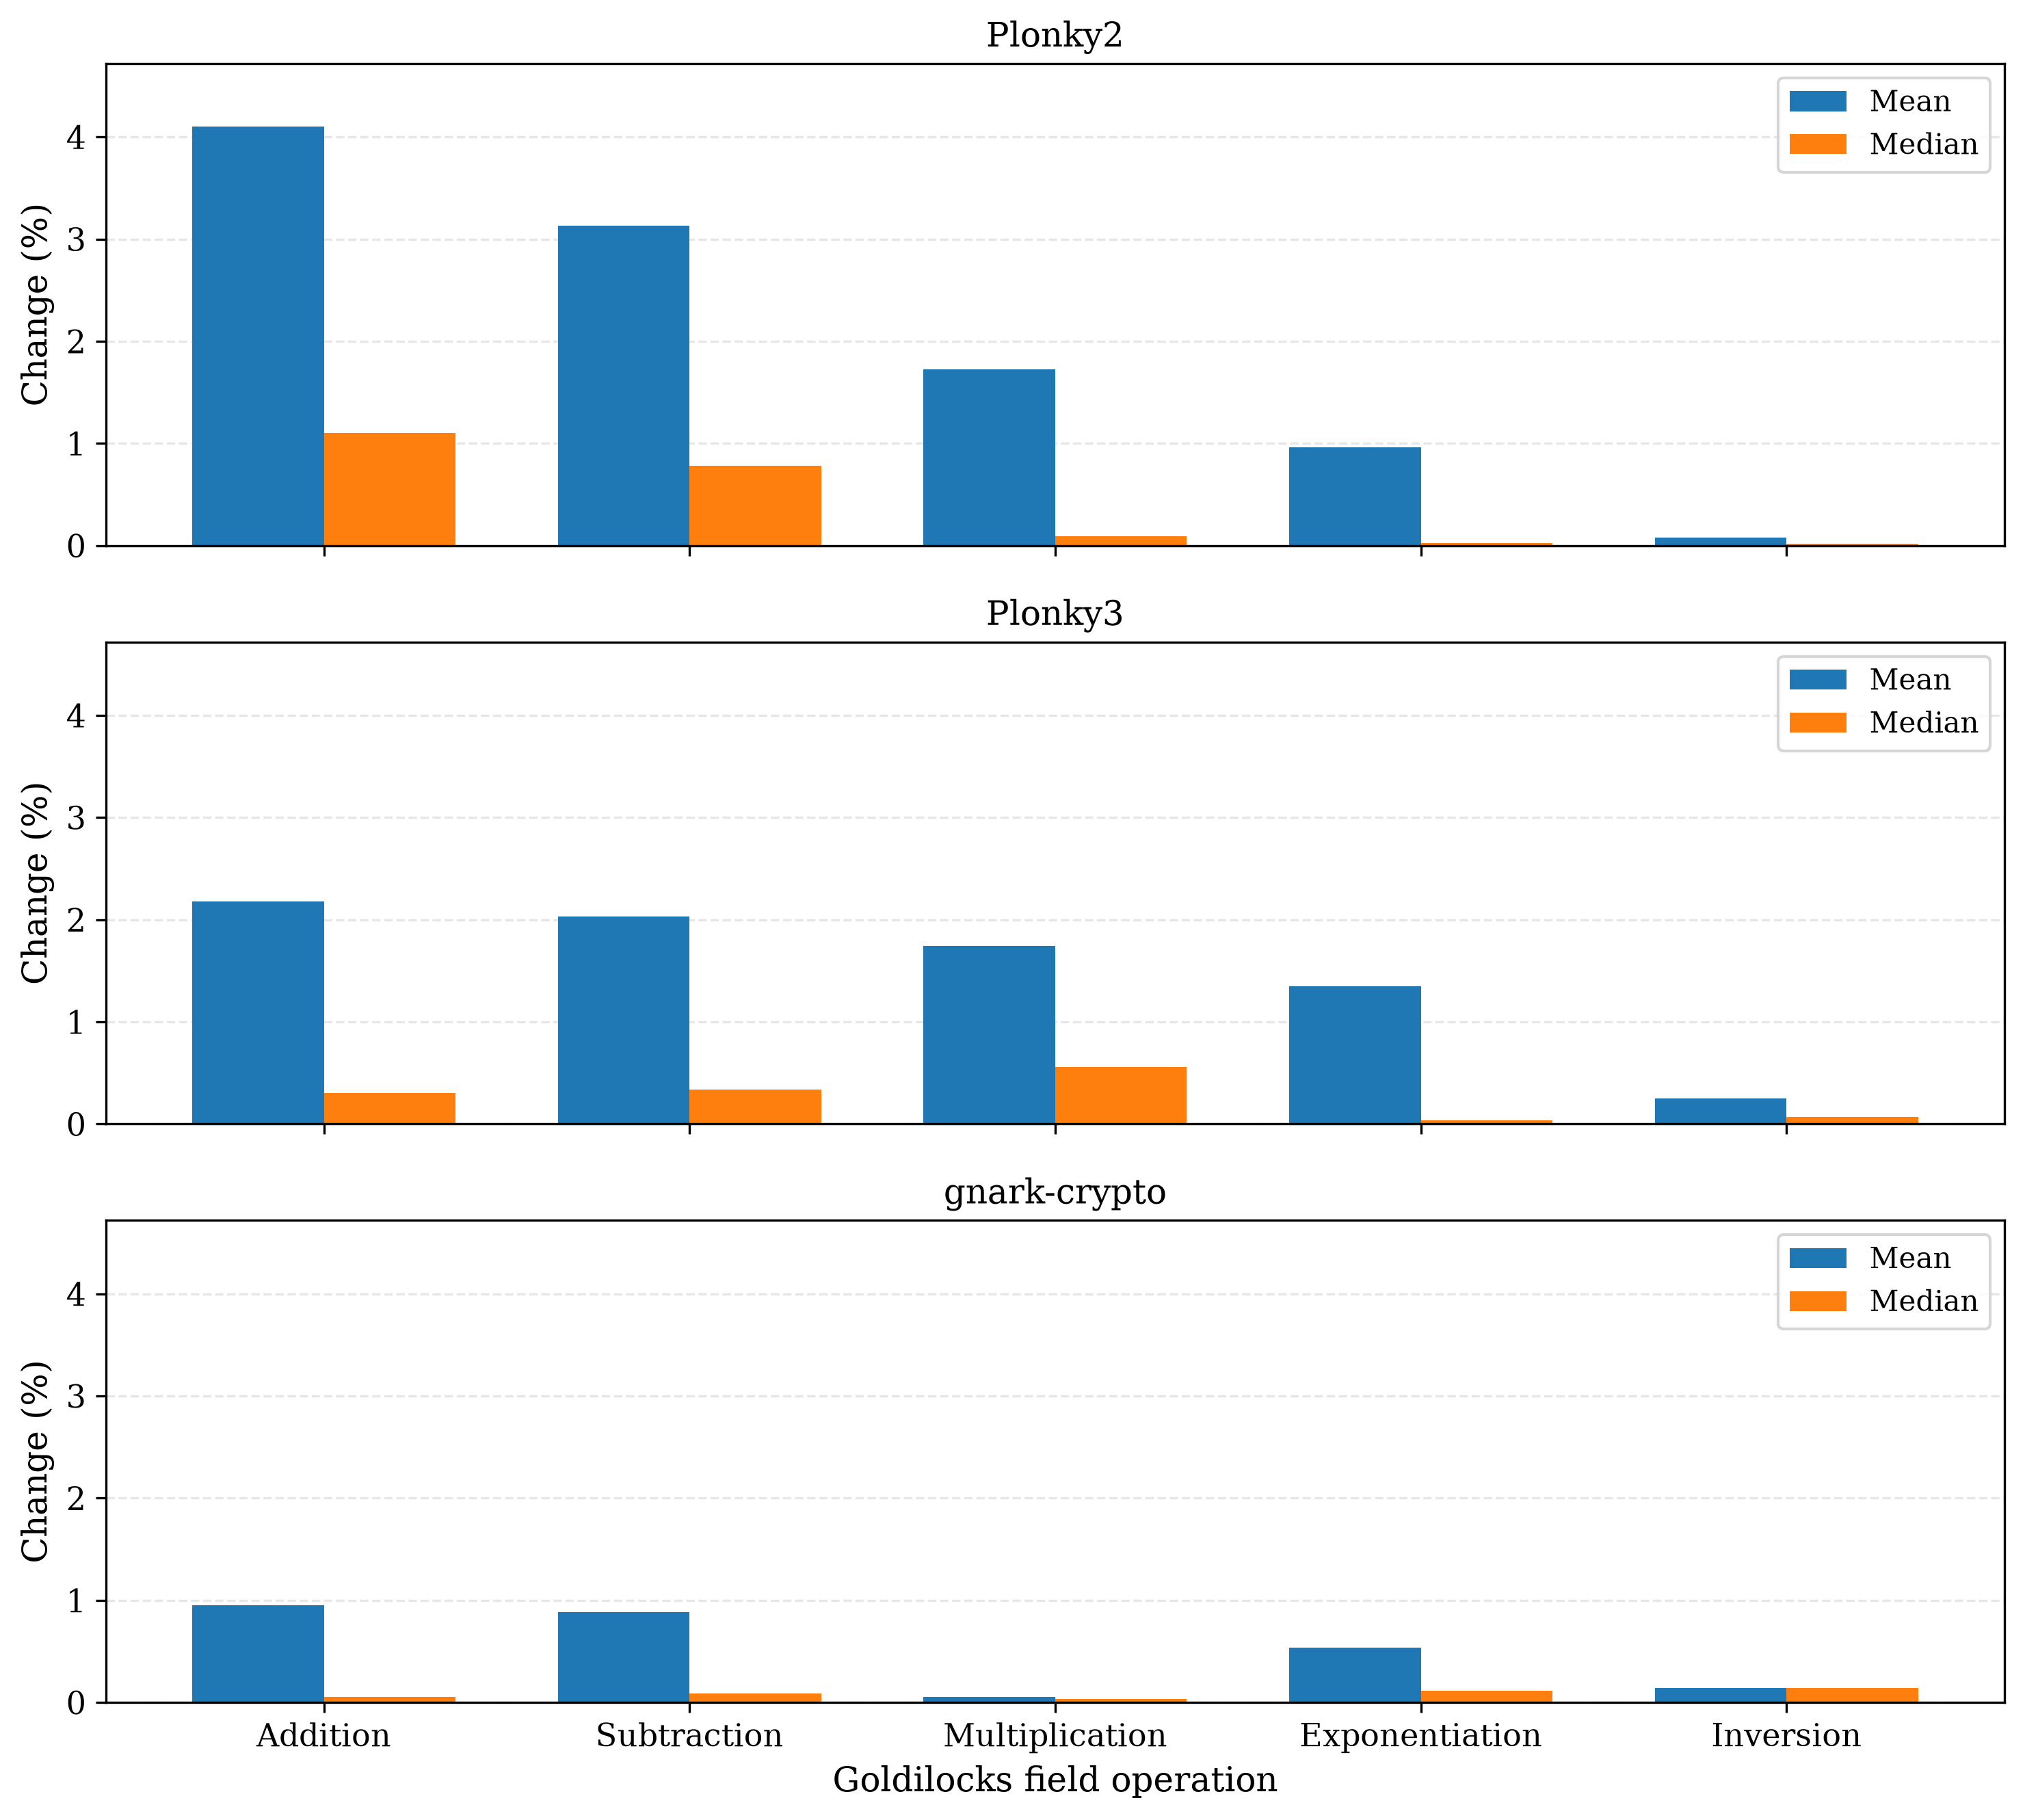 Plonky2
Change (%)
4
3
2
1
0
Mean
Median
Plonky3
Change (%)
4
3
2
1
0
Mean
Median
gnark-crypto
Change (%)
4
3
2
1
0
Mean
Median
Addition Subtraction Multiplication Exponentiation Inversion
Goldilocks field operation